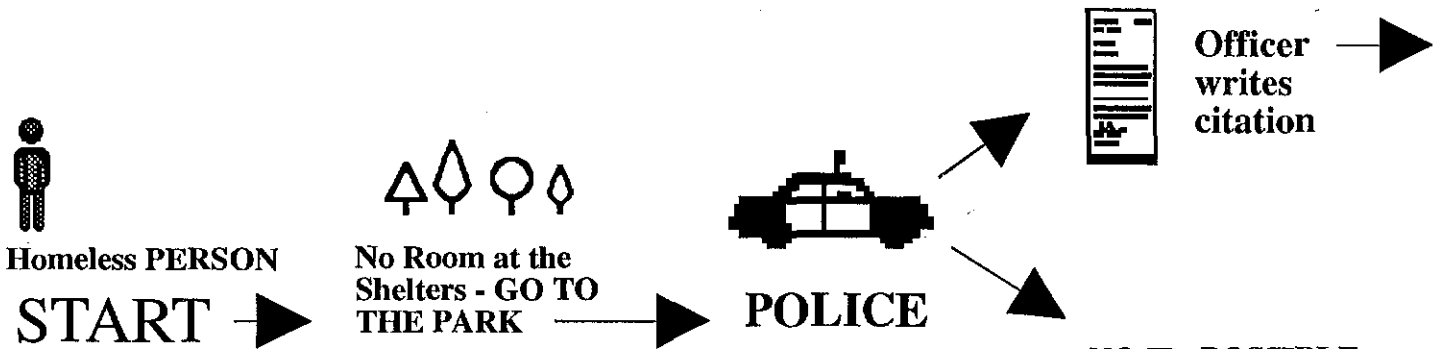 Officer
writes
citation
Homeless PERSON
START
No Room at the
Shelters - GO TO
THE PARK
POLICE